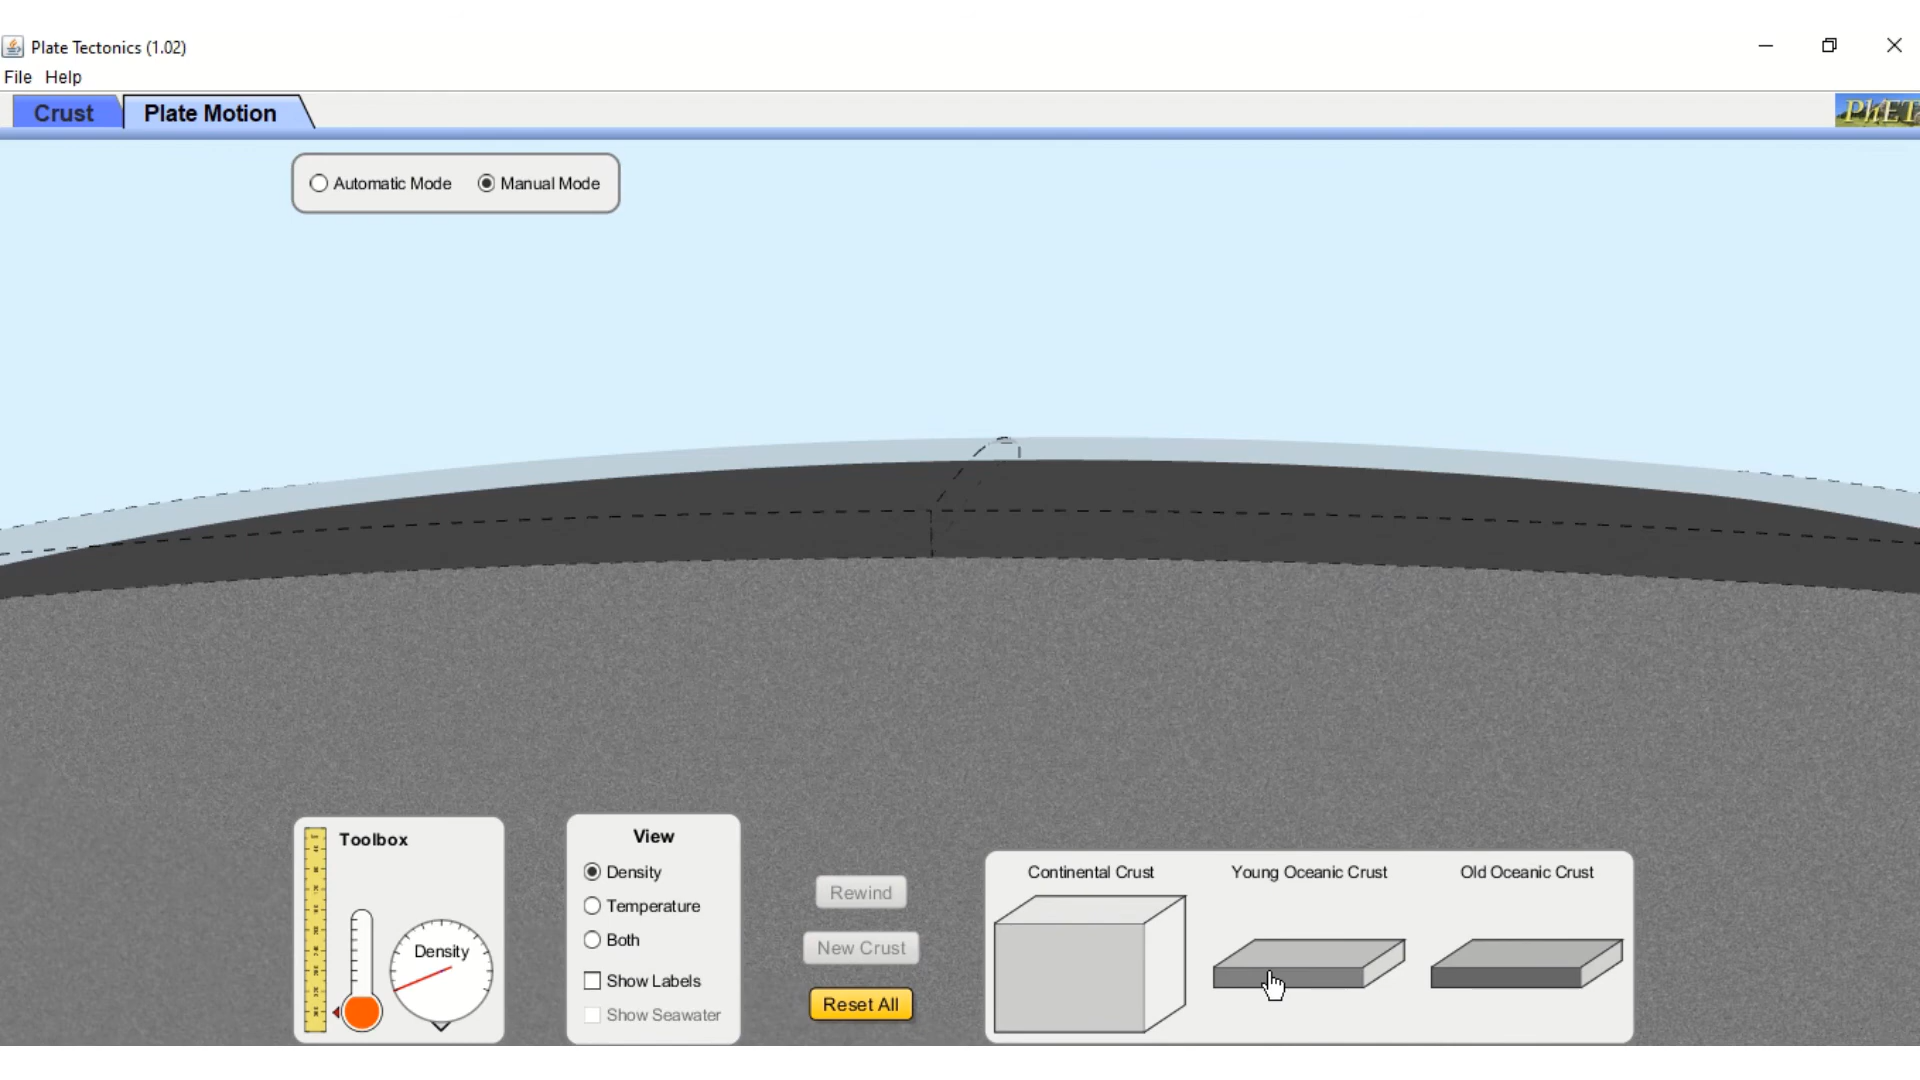 Plate Tectonics (1.02)
File Help
Crust Plate Motion
PhET
Automatic Mode Manual Mode
Toolbox
Density
View
Density
Temperature
Both
Show Labels
Show Seawater
Rewind
New Crust
Reset All
Continental Crust Young Oceanic Crust Old Oceanic Crust